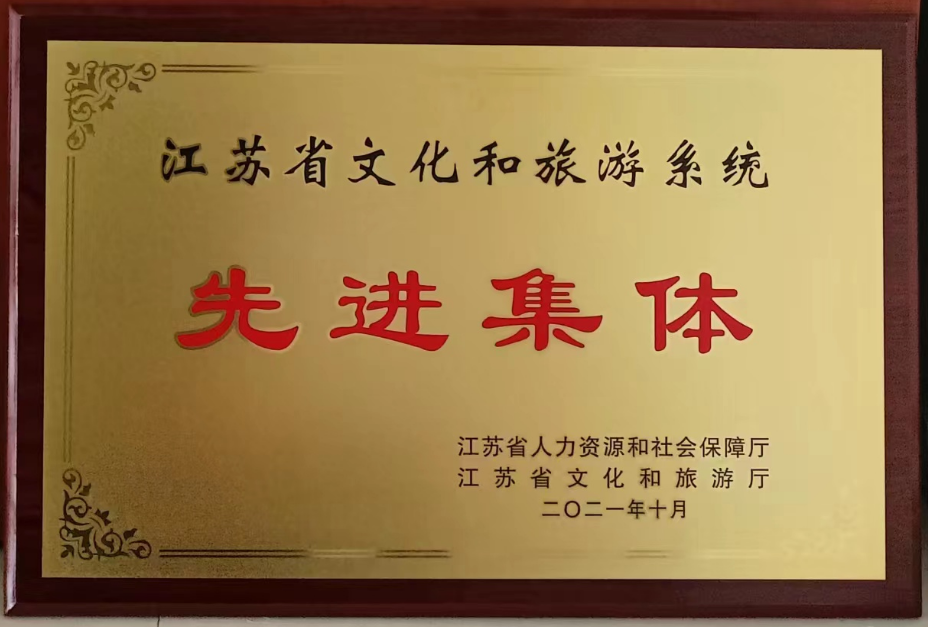 江苏省文化和旅游系统
先进集体
江苏省人力资源和社会保障厅
江苏省文化和旅游厅
二〇二一年十月